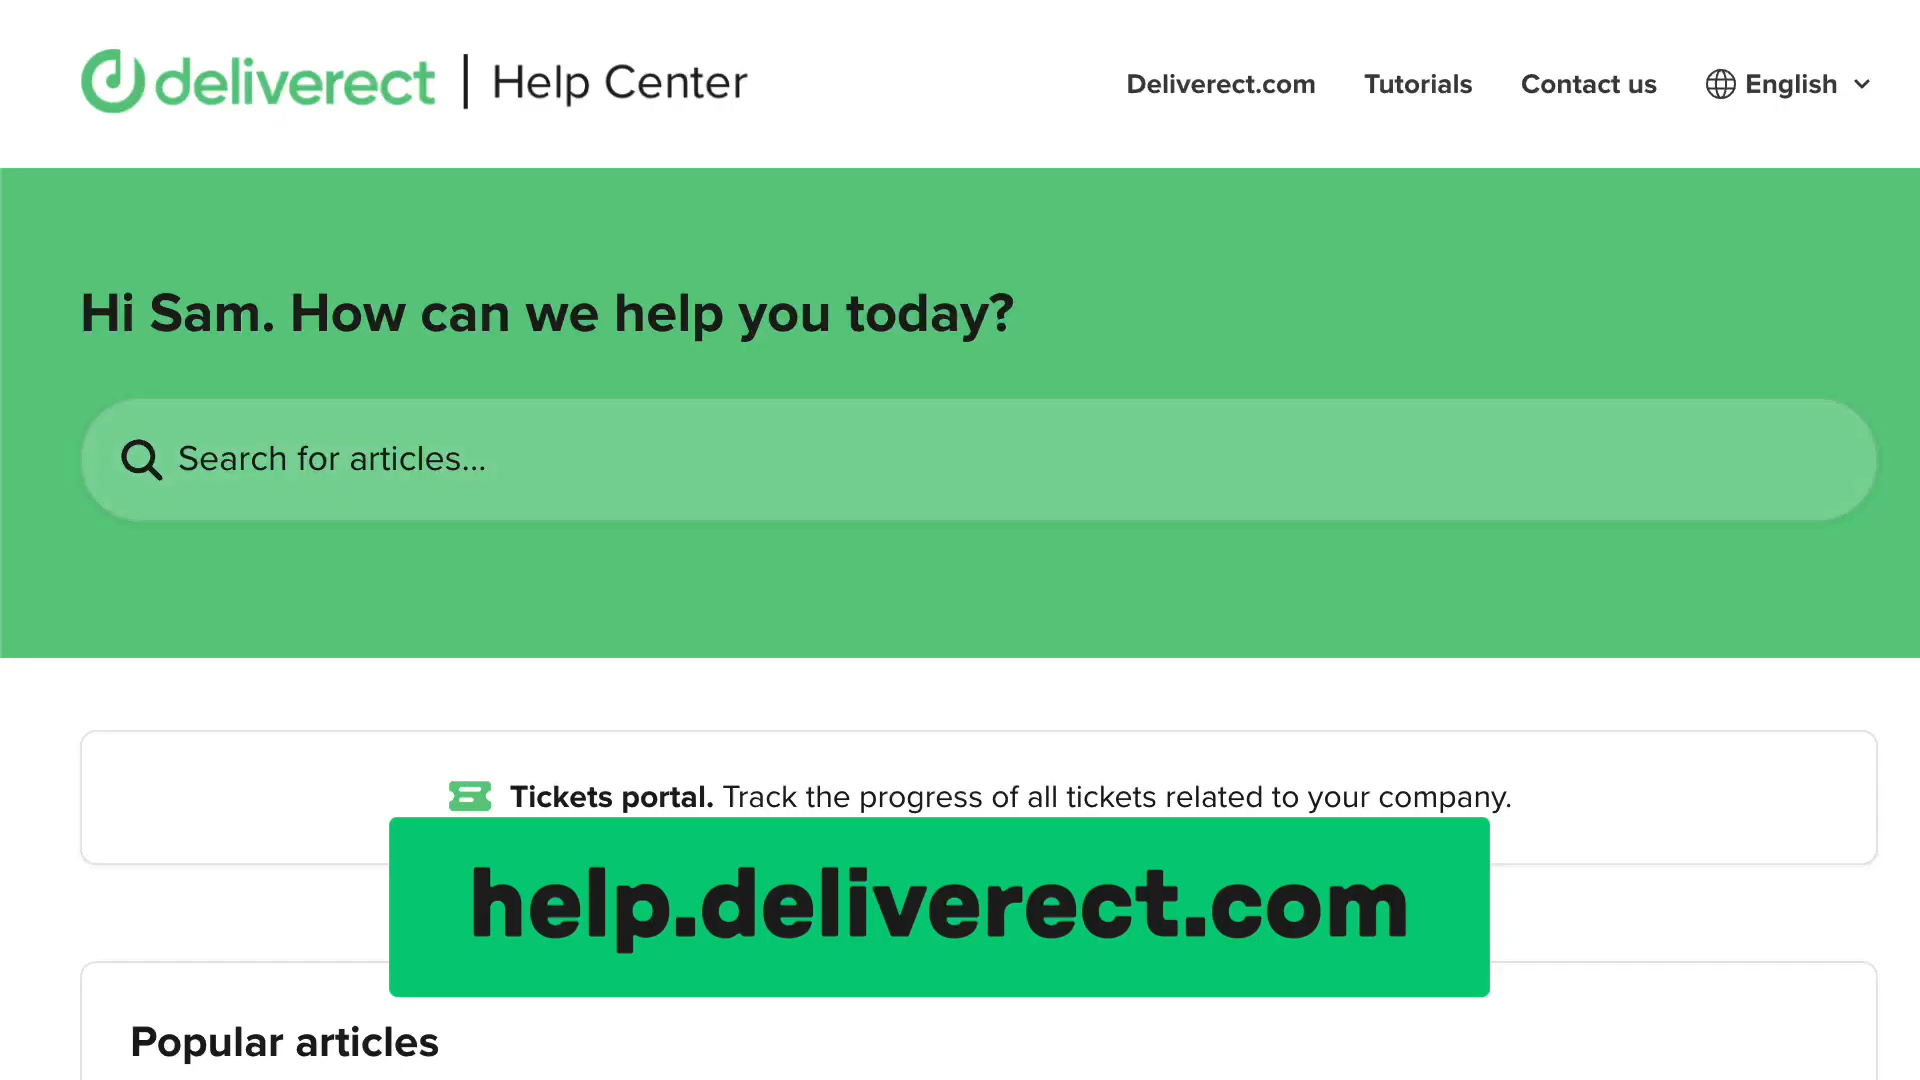 deliverect | Help Center
Deliverect.com
Tutorials
Contact us
English
Hi Sam. How can we help you today?
Search for articles...
Tickets portal. Track the progress of all tickets related to your company.
help.deliverect.com
Popular articles